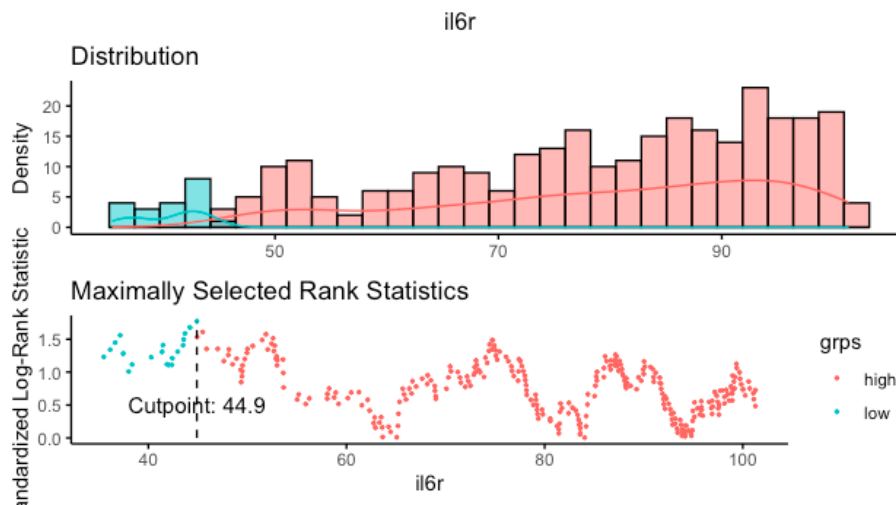 il6r
Distribution
Density
20
15
10
5
0
50
70
90
Maximally Selected Rank Statistics
andardized Log-Rank Statistic
1.5
1.0
0.5
0.0
Cutpoint: 44.9
40
60
80
100
il6r
grps
high
low